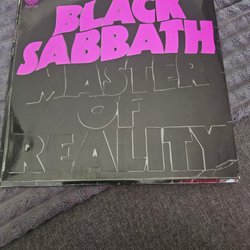 BLACK
SABBATH
MASTER
OF
REALITY